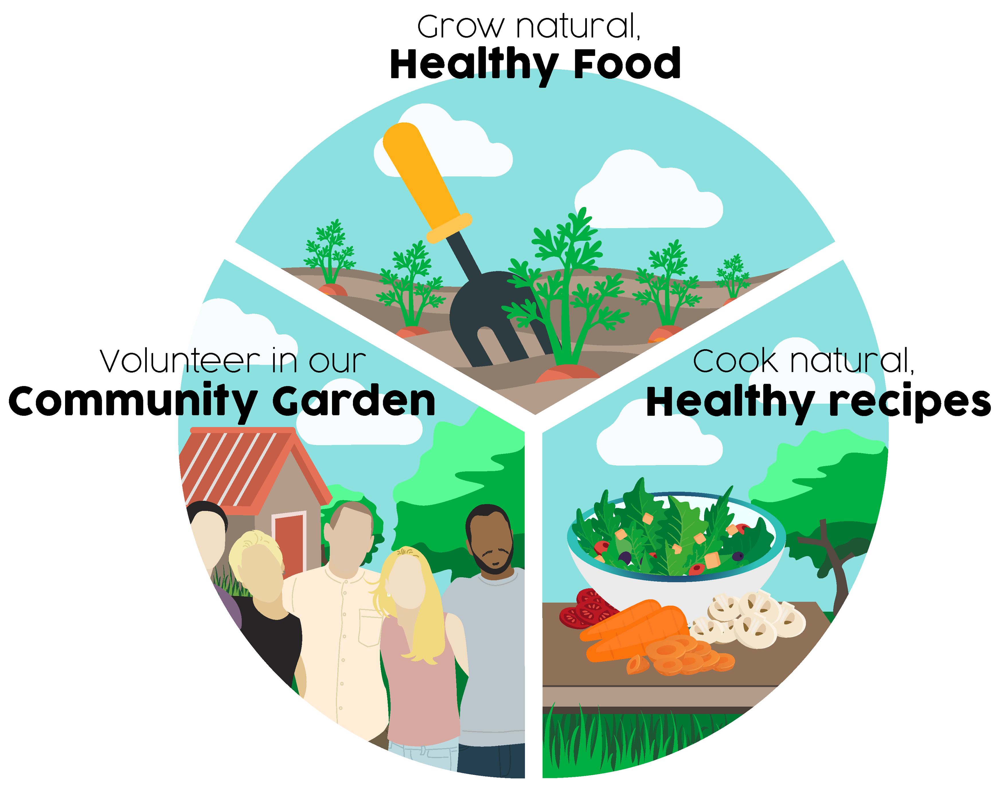 Grow natural,
Healthy Food
Volunteer in our
Community Garden
Cook natural,
Healthy recipes